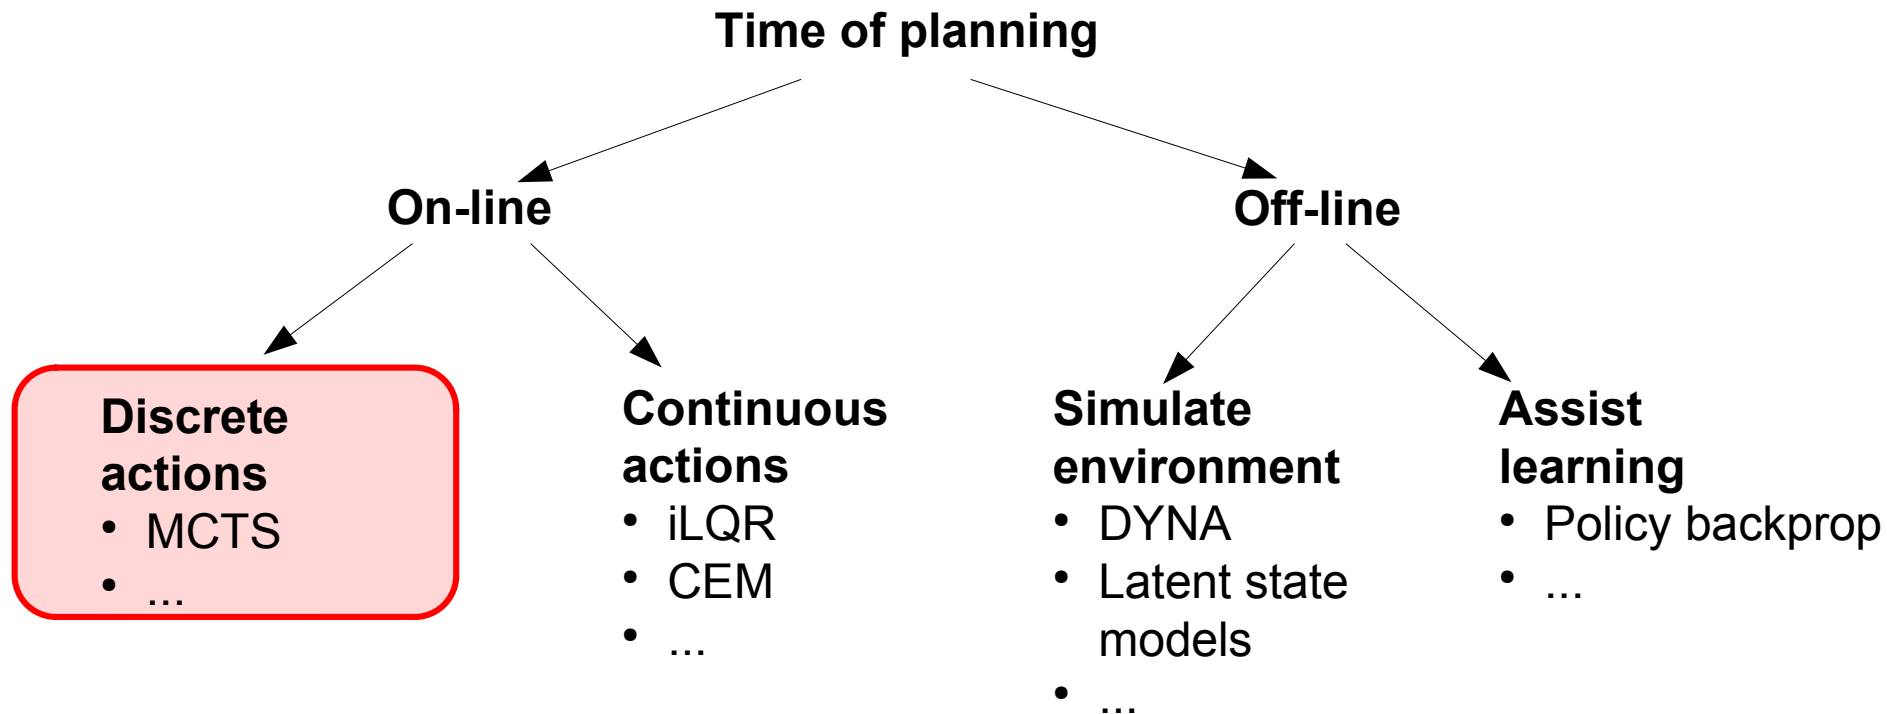 Time of planning
On-line
Off-line
Discrete
actions
• MCTS
• ...
Continuous
actions
• iLQR
• CEM
• ...
Simulate
environment
• DYNA
• Latent state
models
• ...
Assist
learning
• Policy backprop
• ...